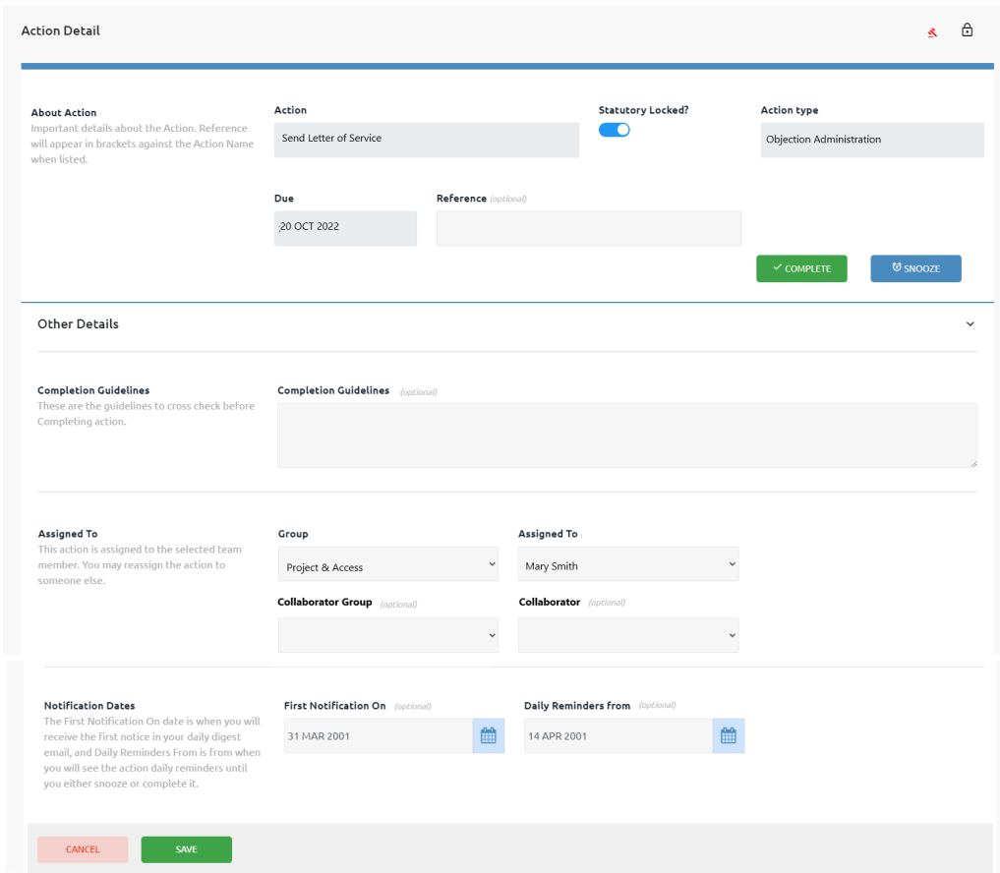 Action Detail
About Action
Important details about the Action. Reference
will appear in brackets against the Action Name
when listed.
Action
Send Letter of Service
Statutory Locked?
Action type
Objection Administration
Due
20 OCT 2022
Reference (optional)
COMPLETE
SNOOZE
Other Details
Completion Guidelines
These are the guidelines to cross check before
Completing action.
Completion Guidelines (optional)
Assigned To
This action is assigned to the selected team
member. You may reassign the action to
someone else.
Group
Project & Access
Assigned To
Mary Smith
Collaborator Group (optional)
Collaborator (optional)
Notification Dates
The First Notification On date is when you will
receive the first notice in your daily digest
email, and Daily Reminders From is from when
you will see the action daily reminders until
you either snooze or complete it.
First Notification On (optional)
31 MAR 2001
Daily Reminders from (optional)
14 APR 2001
CANCEL
SAVE